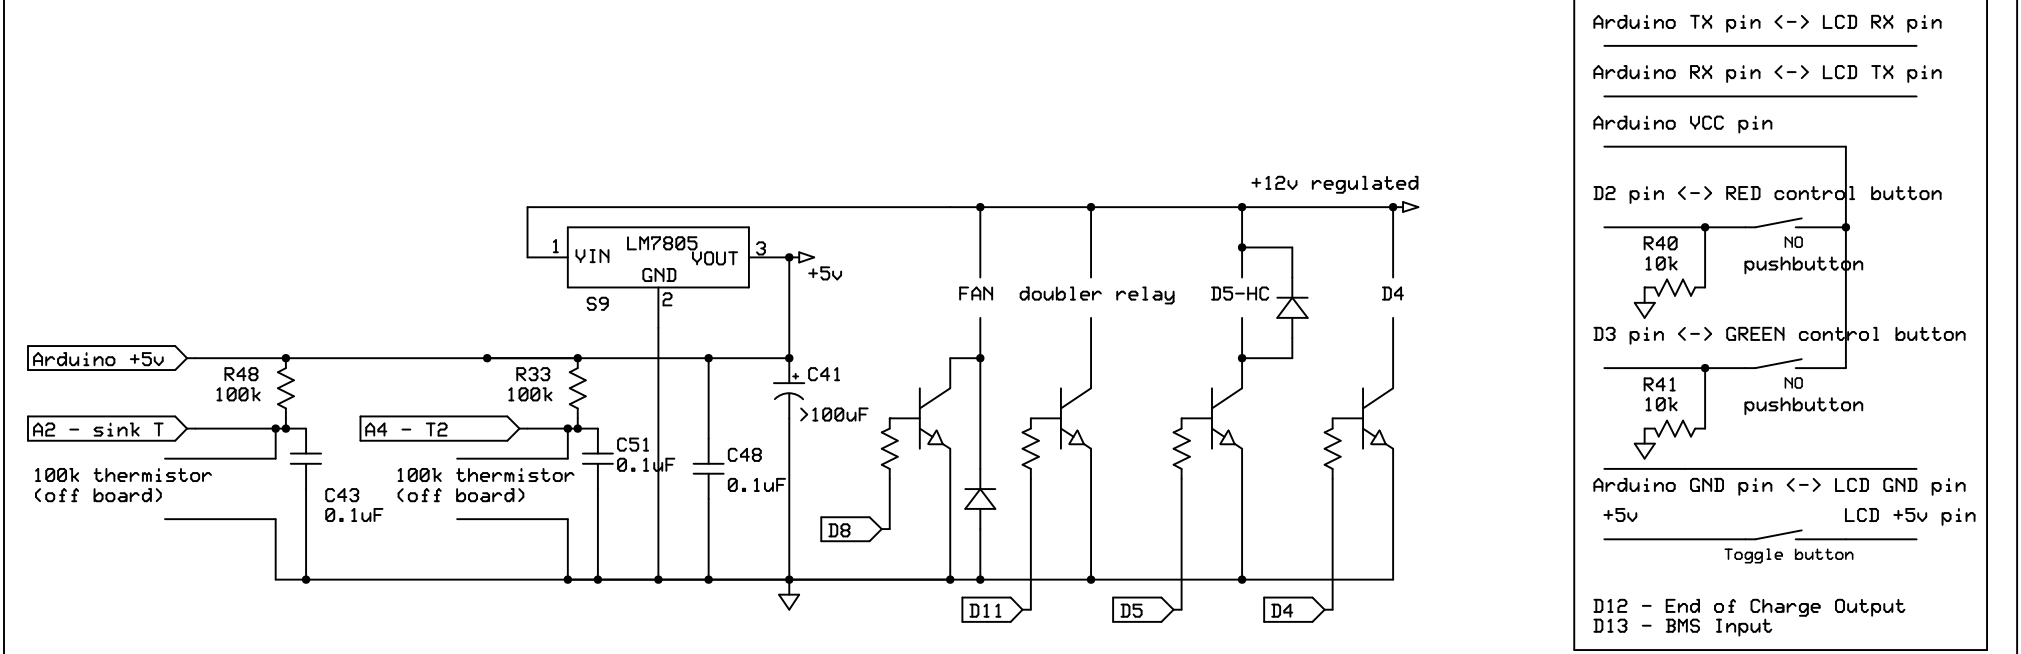 Arduino TX pin <-> LCD RX pin
Arduino RX pin <-> LCD TX pin
Arduino VCC pin
D2 pin <-> RED control button
R40
10k
NO
pushbutton
D3 pin <-> GREEN control button
R41
10k
NO
pushbutton
Arduino GND pin <-> LCD GND pin
+5v
LCD +5v pin
Toggle button
D12 - End of Charge Output
D13 - BMS Input
+12v regulated
1
VIN
LM7805
VOUT
3
GND
2
S9
+5v
FAN
doubler relay
D5-HC
D4
Arduino +5v
R48
100k
R33
100k
+
C41
>100uF
A2 - sink T
A4 - T2
100k thermistor
(off board)
C43
0.1uF
100k thermistor
(off board)
C51
0.1uF
C48
0.1uF
D8
D11
D5
D4